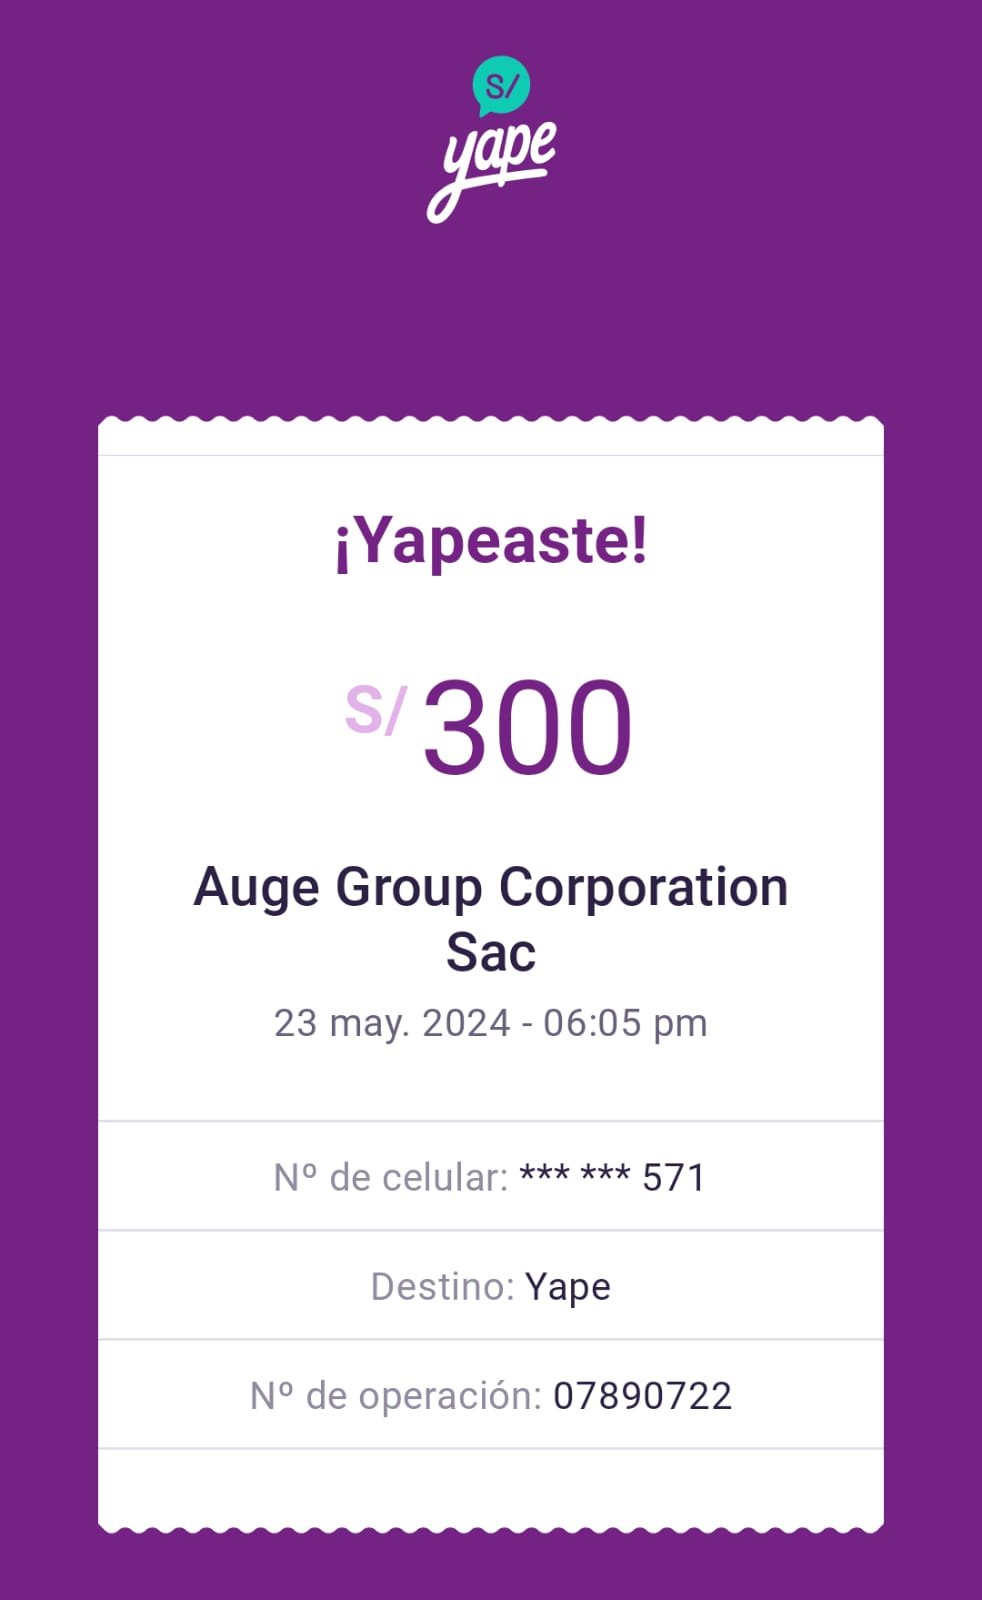 S/
yape
¡Yapeaste!
S/ 300
Auge Group Corporation
Sac
23 may. 2024 - 06:05 pm
Nº de celular: *** *** 571
Destino: Yape
Nº de operación: 07890722